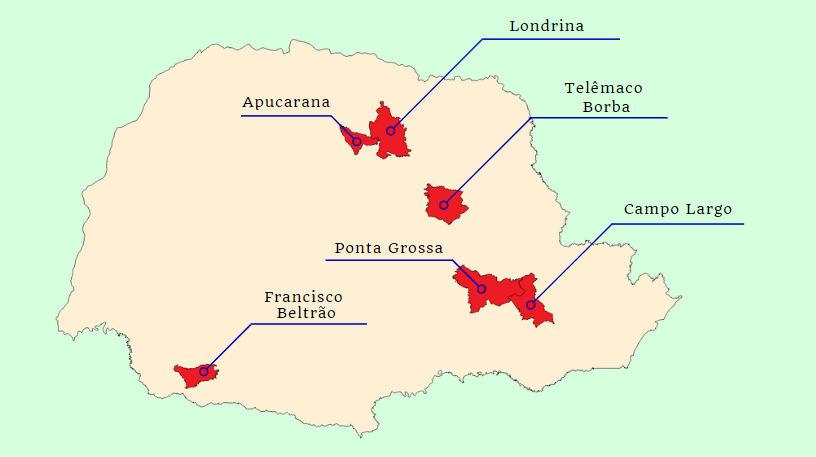 Londrina
Telêmaco
Borba
Apucarana
Campo Largo
Ponta Grossa
Francisco
Beltrão